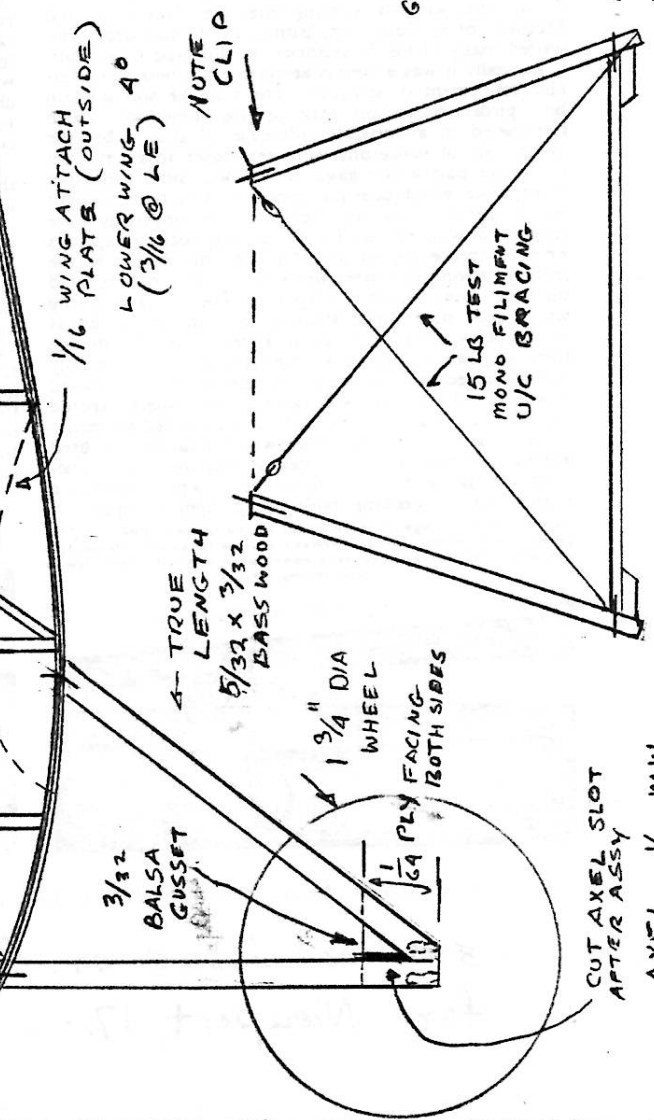 1/16 WING ATTACH
PLATE (OUTSIDE)
LOWER WING 4°
(3/16 @ LE)
NOTE
CLIP
G
← TRUE
LENGTH
5/32 X 3/32
BASS WOOD
15 LB TEST
MONO FILIMENT
U/C BRACING
3/32
BALSA
GUSSET
1 3/4" DIA
WHEEL
1/64 PLY FACING
BOTH SIDES
CUT AXEL SLOT
AFTER ASSY